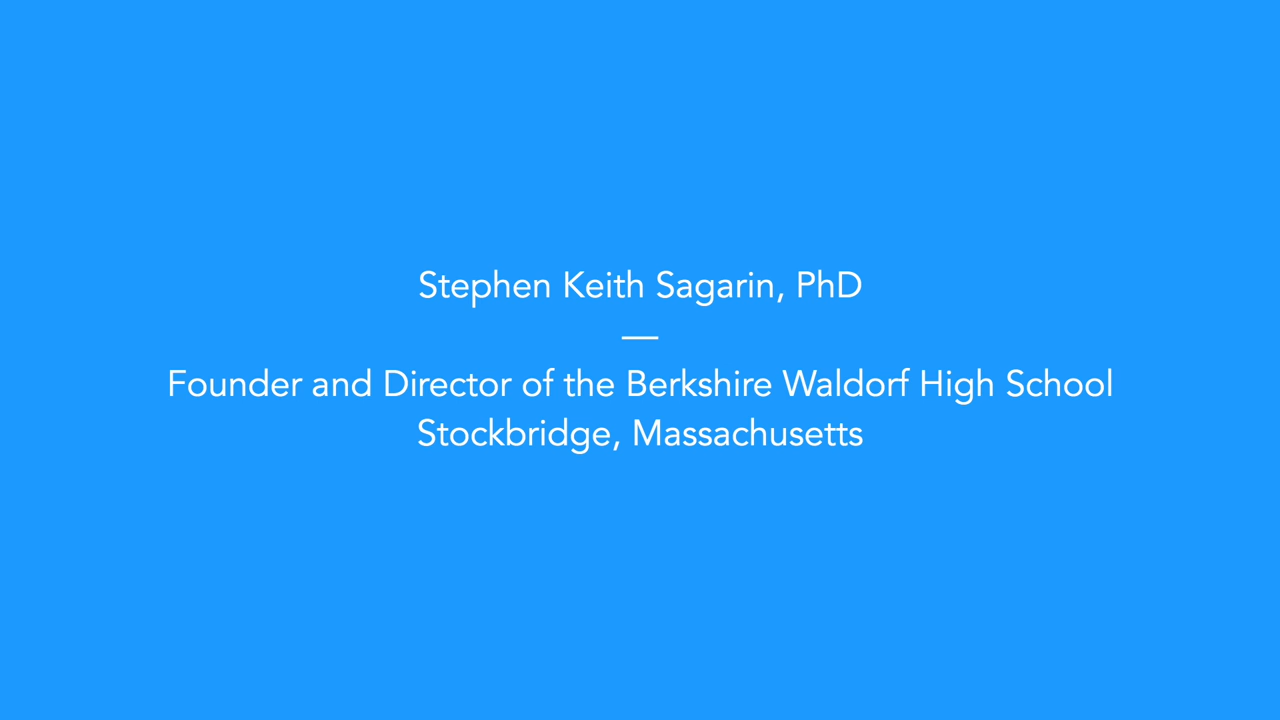 Stephen Keith Sagarin, PhD
—
Founder and Director of the Berkshire Waldorf High School
Stockbridge, Massachusetts